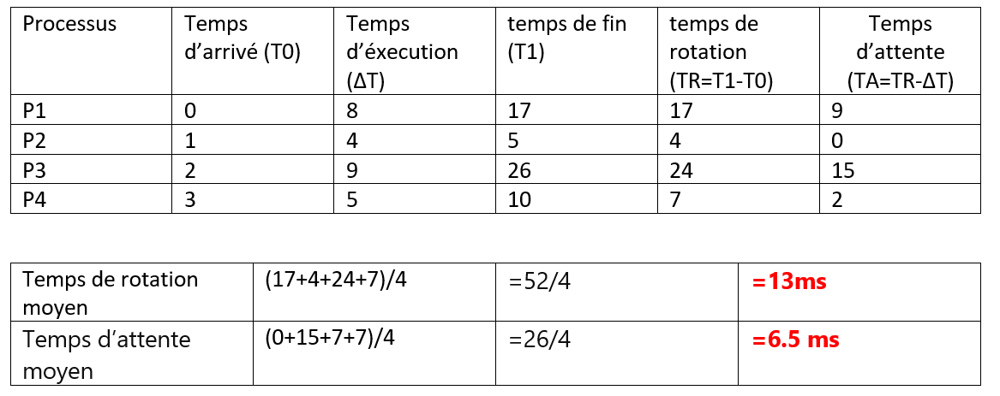 Processus
Temps
d’arrivé (T0)
Temps
d’éxecution
(ΔT)
temps de fin
(T1)
temps de
rotation
(TR=T1-T0)
Temps
d’attente
(TA=TR-ΔT)
P1 0 8 17 17 9
P2 1 4 5 4 0
P3 2 9 26 24 15
P4 3 5 10 7 2
Temps de rotation
moyen
(17+4+24+7)/4 =52/4 =13ms
Temps d’attente
moyen
(0+15+7+7)/4 =26/4 =6.5 ms